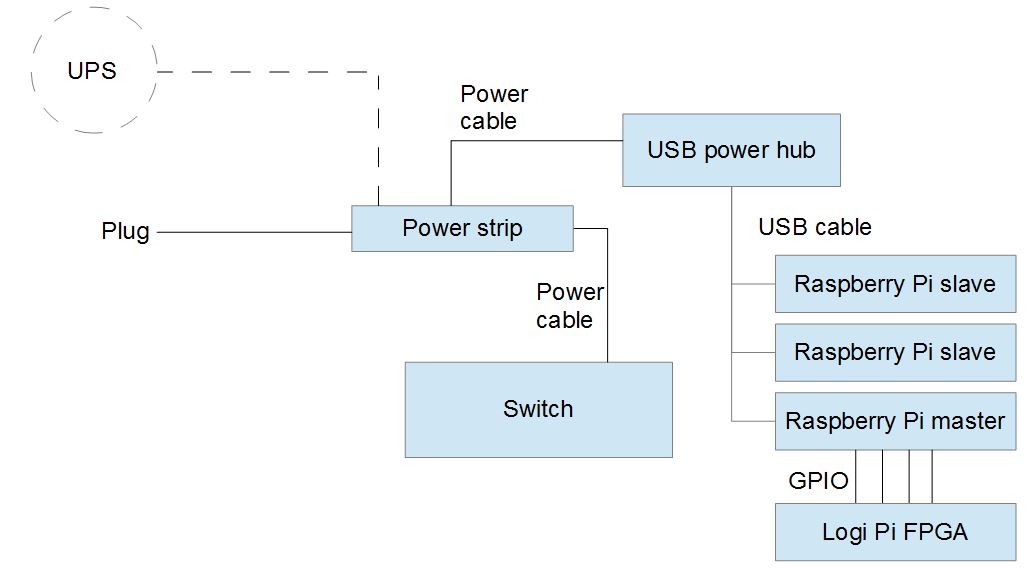 UPS
Power
cable
USB power hub
Plug
Power strip
USB cable
Raspberry Pi slave
Power
cable
Raspberry Pi slave
Switch
Raspberry Pi master
GPIO
Logi Pi FPGA